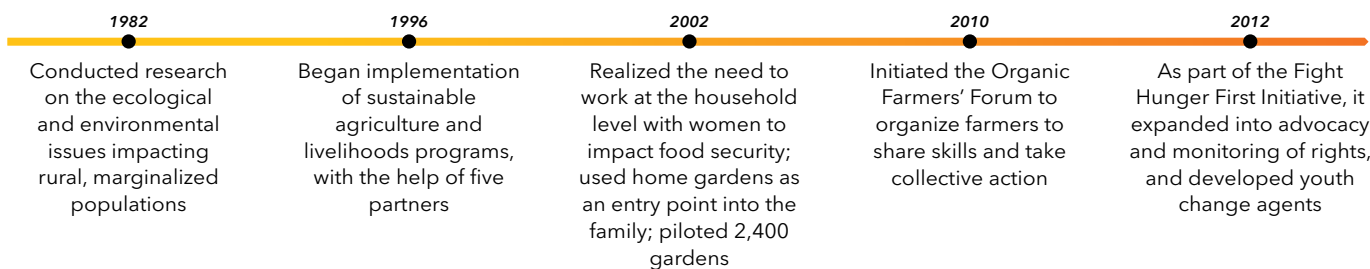 1982
Conducted research
on the ecological
and environmental
issues impacting
rural, marginalized
populations
1996
Began implementation
of sustainable
agriculture and
livelihoods programs,
with the help of five
partners
2002
Realized the need to
work at the household
level with women to
impact food security;
used home gardens as
an entry point into the
family; piloted 2,400
gardens
2010
Initiated the Organic
Farmers’ Forum to
organize farmers to
share skills and take
collective action
2012
As part of the Fight
Hunger First Initiative, it
expanded into advocacy
and monitoring of rights,
and developed youth
change agents